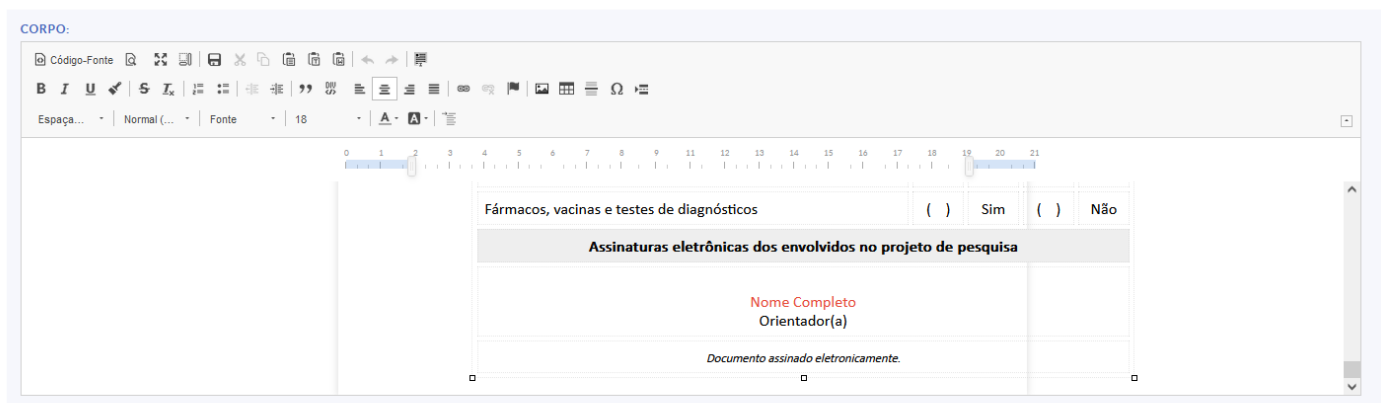 CORPO:
Código-Fonte
Espaça... Normal (... Fonte 18
0 1 2 3 4 5 6 7 8 9 11 12 13 14 15 16 17 18 19 20 21
Fármacos, vacinas e testes de diagnósticos ( ) Sim ( ) Não
Assinaturas eletrônicas dos envolvidos no projeto de pesquisa
Nome Completo
Orientador(a)
Documento assinado eletronicamente.